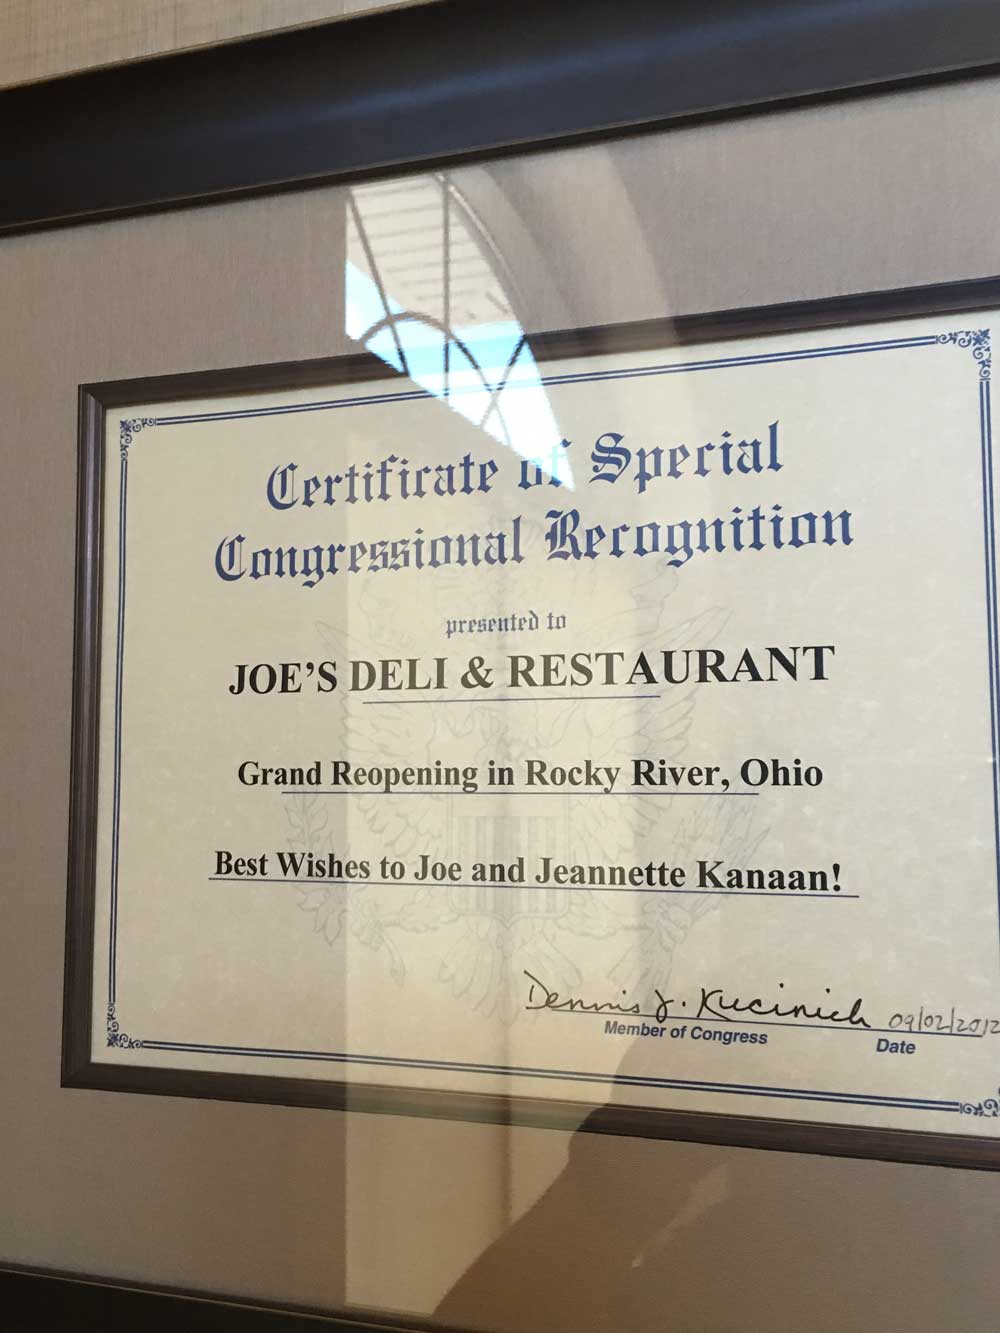 Certificate of Special
Congressional Recognition
presented to
JOE'S DELI & RESTAURANT
Grand Reopening in Rocky River, Ohio
Best Wishes to Joe and Jeannette Kanaan!
Dennis J. Kucinich 09/02/2012
Member of Congress Date